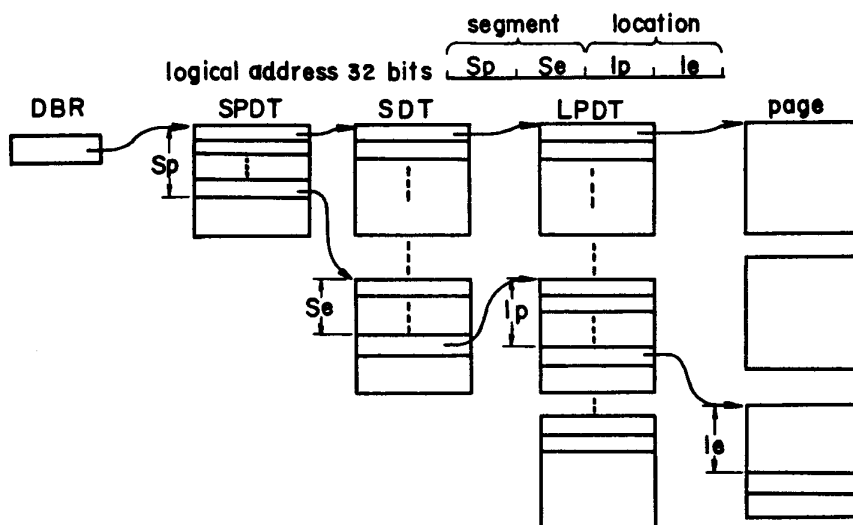 segment location
logical address 32 bits Sp Se lp le
DBR SPDT SDT LPDT page
Sp
Se
lp
le